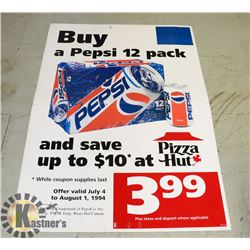 Buy
a Pepsi 12 pack
PEPSI
12
PEPSI
and save
up to $10* at
Pizza
Hut
* While coupon supplies last
Offer valid July 4
to August 1, 1994
3.99
Plus taxes and deposit where applicable
Kastner's